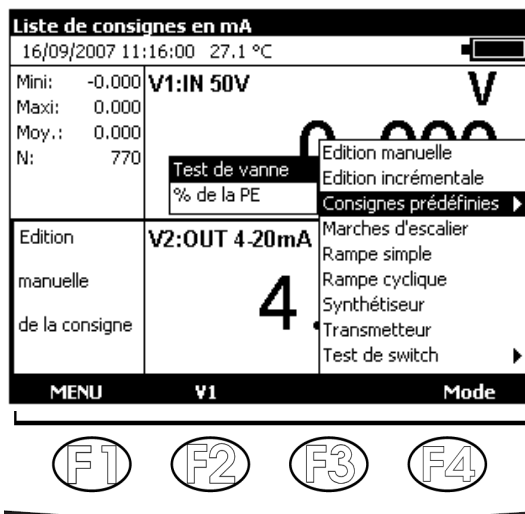 Liste de consignes en mA
16/09/2007 11:16:00 27.1 °C
Mini: -0.000
Maxi: 0.000
Moy.: 0.000
N: 770
V1:IN 50V
V
Test de vanne
% de la PE
Edition manuelle
Edition incrémentale
Consignes prédéfinies
Marches d'escalier
Rampe simple
Rampe cyclique
Synthétiseur
Transmetteur
Test de switch
Edition
manuelle
de la consigne
V2:OUT 4-20mA
4.
MENU V1 Mode
F1 F2 F3 F4